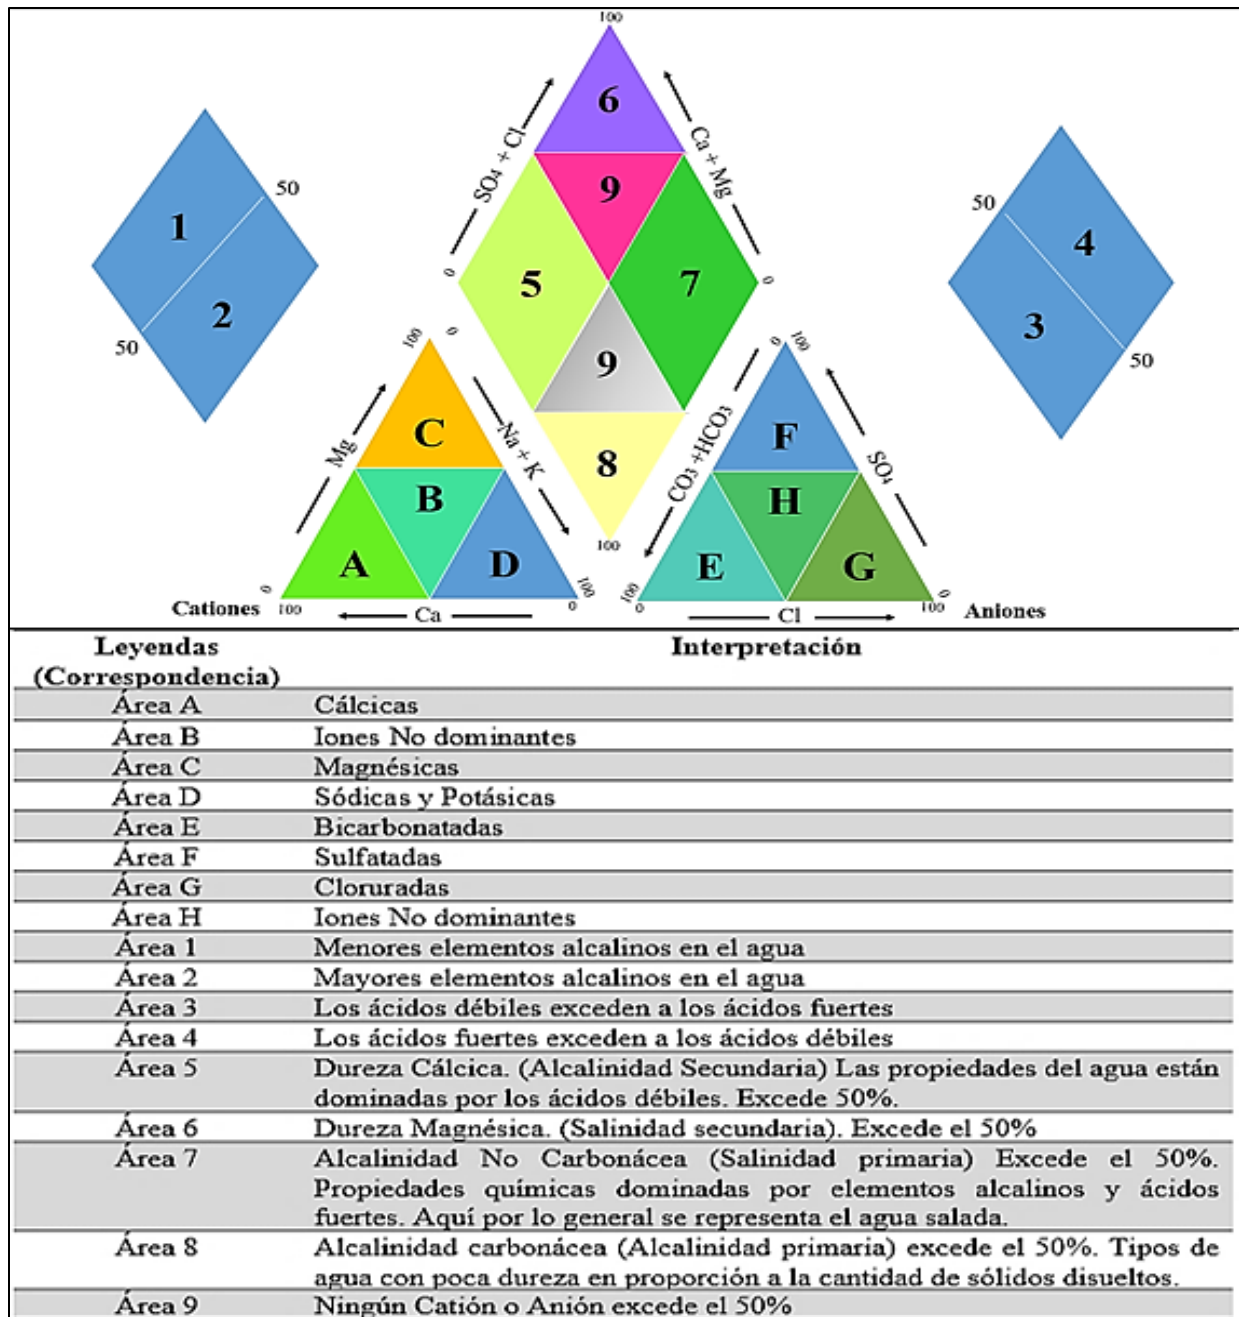 100
6
SO4 + Cl
Ca + Mg
9
1
50
2
50
5
7
0
0
50
4
3
50
9
8
100
100
0
Mg
Na + K
C
B
A
D
0
100
Ca
100
0
Cationes
0
100
CO3 +HCO3
SO4
F
H
E
G
100
0
Cl
100
0
Aniones
Leyendas
(Correspondencia)
Interpretación
Área A Cálcicas
Área B Iones No dominantes
Área C Magnésicas
Área D Sódicas y Potásicas
Área E Bicarbonatadas
Área F Sulfatadas
Área G Cloruradas
Área H Iones No dominantes
Área 1 Menores elementos alcalinos en el agua
Área 2 Mayores elementos alcalinos en el agua
Área 3 Los ácidos débiles exceden a los ácidos fuertes
Área 4 Los ácidos fuertes exceden a los ácidos débiles
Área 5 Dureza Cálcica. (Alcalinidad Secundaria) Las propiedades del agua están
dominadas por los ácidos débiles. Excede 50%.
Área 6 Dureza Magnésica. (Salinidad secundaria). Excede el 50%
Área 7 Alcalinidad No Carbonácea (Salinidad primaria) Excede el 50%.
Propiedades químicas dominadas por elementos alcalinos y ácidos
fuertes. Aquí por lo general se representa el agua salada.
Área 8 Alcalinidad carbonácea (Alcalinidad primaria) excede el 50%. Tipos de
agua con poca dureza en proporción a la cantidad de sólidos disueltos.
Área 9 Ningún Catión o Anión excede el 50%